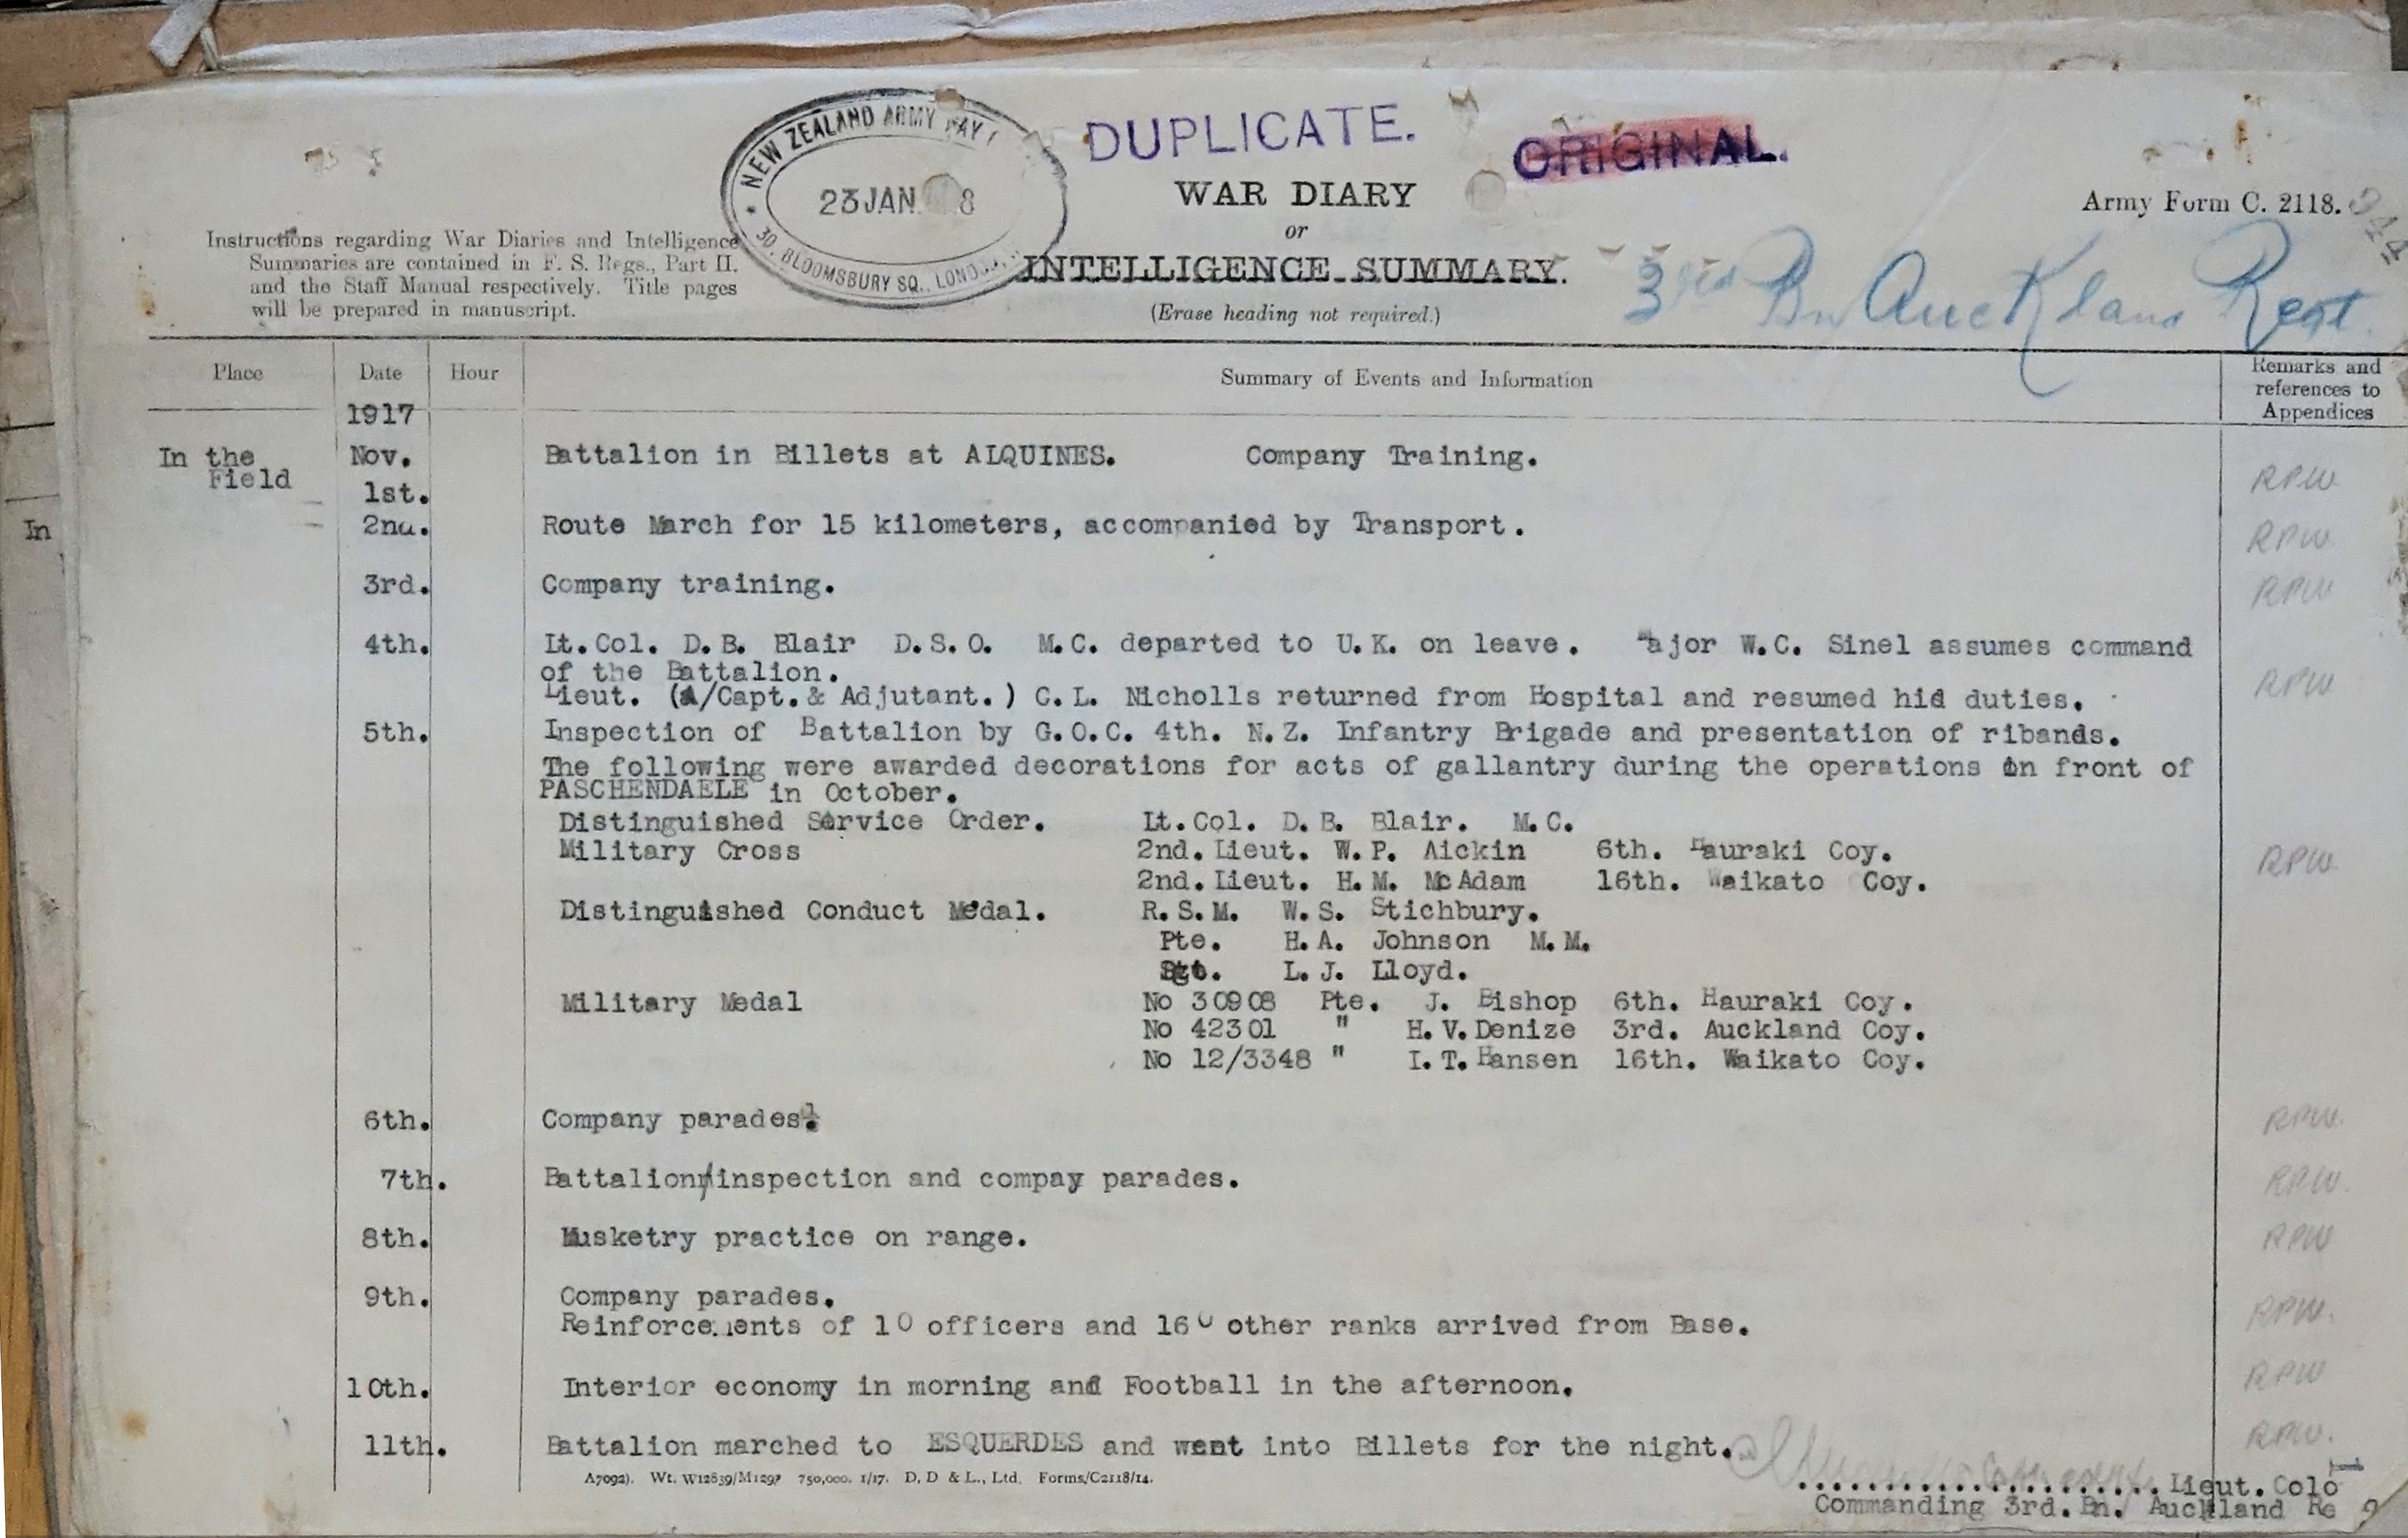 NEW ZEALAND ARMY PAY
23 JAN 8
30, BLOOMSBURY SQ., LONDON
DUPLICATE.
ORIGINAL.
WAR DIARY
or
INTELLIGENCE SUMMARY.
(Erase heading not required.)
Army Form C. 2118.
Instructions regarding War Diaries and Intelligence
Summaries are contained in F. S. Regs., Part II.
and the Staff Manual respectively. Title pages
will be prepared in manuscript.
3rd Bn Auckland Regt.
Place Date Hour Summary of Events and Information Remarks and
references to
Appendices
1917
In the Field Nov. 1st. Battalion in Billets at ALQUINES. Company Training. RPW
In
2nd. Route March for 15 kilometers, accompanied by Transport. RPW.
3rd. Company training. RPW
4th. Lt.Col. D.B. Blair D.S.O. M.C. departed to U.K. on leave. Major W.C. Sinel assumes command
of the Battalion.
Lieut. (A/Capt.& Adjutant.) C.L. Nicholls returned from Hospital and resumed hid duties. RPW
5th. Inspection of Battalion by G.O.C. 4th. N.Z. Infantry Brigade and presentation of ribands.
The following were awarded decorations for acts of gallantry during the operations in front of
PASCHENDAELE in October.
Distinguished Service Order. Lt.Col. D.B. Blair. M.C.
Military Cross 2nd.Lieut. W.P. Aickin 6th. Hauraki Coy. RPW
2nd.Lieut. H.M. McAdam 16th. Waikato Coy.
Distinguished Conduct Medal. R.S.M. W.S. Stichbury.
Pte. H.A. Johnson M.M.
Sgt. L.J. Lloyd.
Military Medal No 30908 Pte. J. Bishop 6th. Hauraki Coy.
No 42301 " H.V.Denize 3rd. Auckland Coy.
No 12/3348 " I.T.Hansen 16th. Waikato Coy.
6th. Company parades. RPW.
7th. Battalion inspection and compay parades. RPW.
8th. Musketry practice on range. RPW
9th. Company parades.
Reinforcements of 10 officers and 160 other ranks arrived from Base. RPW.
10th. Interior economy in morning and Football in the afternoon. RPW
11th. Battalion marched to ESQUERDES and went into Billets for the night. RPW.
A7092). Wt. W12839/M1297 750,000. 1/17. D, D & L., Ltd. Forms/C2118/14.
Lieut. Colo
Commanding 3rd. Bn. Auckland Re